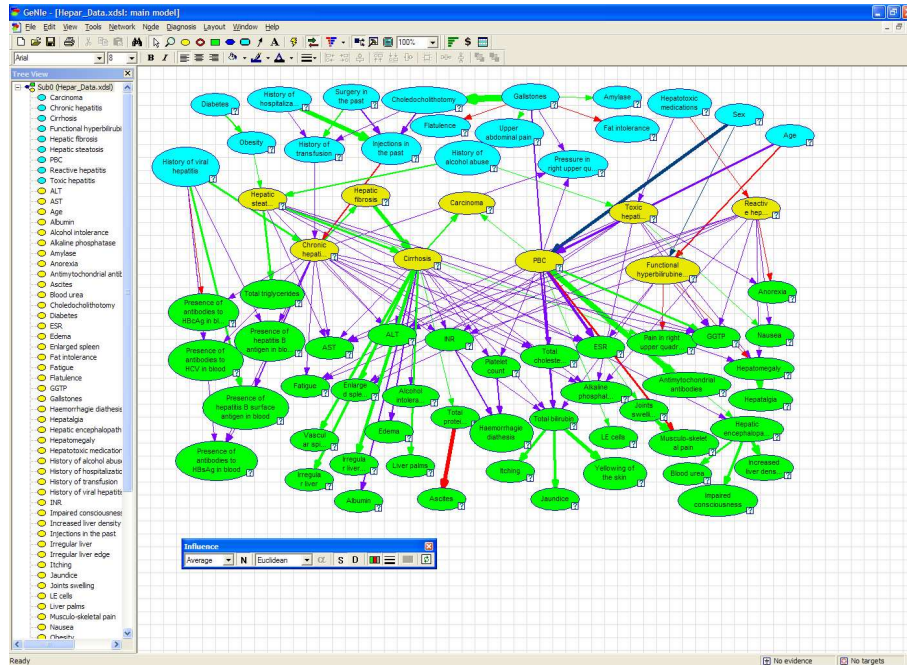 GeNIe - [Hepar_Data.xdsl: main model]
File Edit View Tools Network Node Diagnosis Layout Window Help
100%
Arial
8
B I
Tree View
Sub0 (Hepar_Data.xdsl)
Carcinoma
Chronic hepatitis
Cirrhosis
Functional hyperbilirubi
Hepatic fibrosis
Hepatic steatosis
PBC
Reactive hepatitis
Toxic hepatitis
ALT
AST
Age
Albumin
Alcohol intolerance
Alkaline phosphatase
Amylase
Anorexia
Antimytochondrial antib
Ascites
Blood urea
Choledocholithotomy
Diabetes
ESR
Edema
Enlarged spleen
Fat intolerance
Fatigue
Flatulence
GGTP
Gallstones
Haemorrhagie diathesis
Hepatalgia
Hepatic encephalopath
Hepatomegaly
Hepatotoxic medication
History of alcohol abus
History of hospitalizatic
History of transfusion
History of viral hepatitis
INR
Impaired consciousness
Increased liver density
Injections in the past
Irregular liver
Irregular liver edge
Itching
Jaundice
Joints swelling
LE cells
Liver palms
Musculo-skeletal pain
Nausea
Obesity
Diabetes
History of
hospitaliza...
Surgery in
the past
Choledocholithotomy
Gallstones
Amylase
Hepatotoxic
medications
Sex
Age
Flatulence
Upper
abdominal pain
Fat intolerance
Obesity
History of
transfusion
Injections in
the past
History of
alcohol abuse
Pressure in
right upper qu...
History of viral
hepatitis
Hepatic
steat...
Hepatic
fibrosis
Carcinoma
Toxic
hepati...
Reactiv
e hep...
Chronic
hepati...
Cirrhosis
PBC
Functional
hyperbilirubine...
Presence of
antibodies to
HBcAg in bl...
Total triglycerides
Anorexia
Presence of
antibodies to
HCV in blood
Presence of
hepatitis B
antigen in blo...
AST
ALT
INR
Platelet
count
Total
choleste...
ESR
Pain in right
upper quadr...
GGTP
Nausea
Hepatomegaly
Fatigue
Enlarge
d sple...
Alcohol
intolera...
Alkaline
phosphat...
Antimytochondrial
antibodies
Hepatalgia
Presence of
hepatitis B surface
antigen in blood
Total
protei...
Haemorrhagie
diathesis
Total bilirubin
Joints
swelli...
Hepatic
encephalopa...
Vascul
ar spi...
Edema
LE cells
Musculo-skelet
al pain
Presence of
antibodies to
HBsAg in blood
Irregula
r liver
Irregula
r liver...
Liver palms
Itching
Yellowing of
the skin
Blood urea
Increased
liver dens...
Albumin
Ascites
Jaundice
Impaired
consciousness
Influence
Average
N
Euclidean
α
S D
Ready
No evidence
No targets